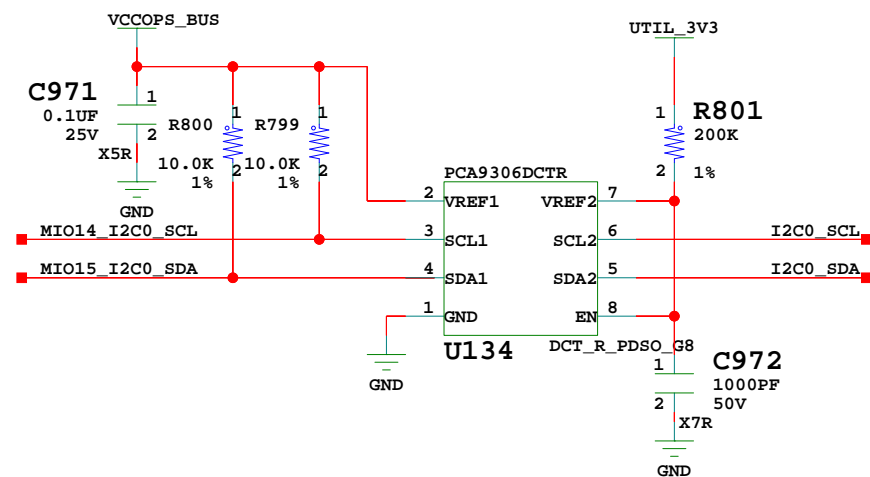 VCCOPS_BUS
UTIL_3V3
C971
1
0.1UF
25V
2
X5R
GND
R800
1
10.0K
2
1%
R799
1
10.0K
2
1%
1
R801
200K
2
1%
PCA9306DCTR
2
VREF1
VREF2
7
MIO14_I2C0_SCL
3
SCL1
SCL2
6
I2C0_SCL
MIO15_I2C0_SDA
4
SDA1
SDA2
5
I2C0_SDA
1
GND
EN
8
U134
DCT_R_PDSO_G8
GND
C972
1
1000PF
2
50V
X7R
GND